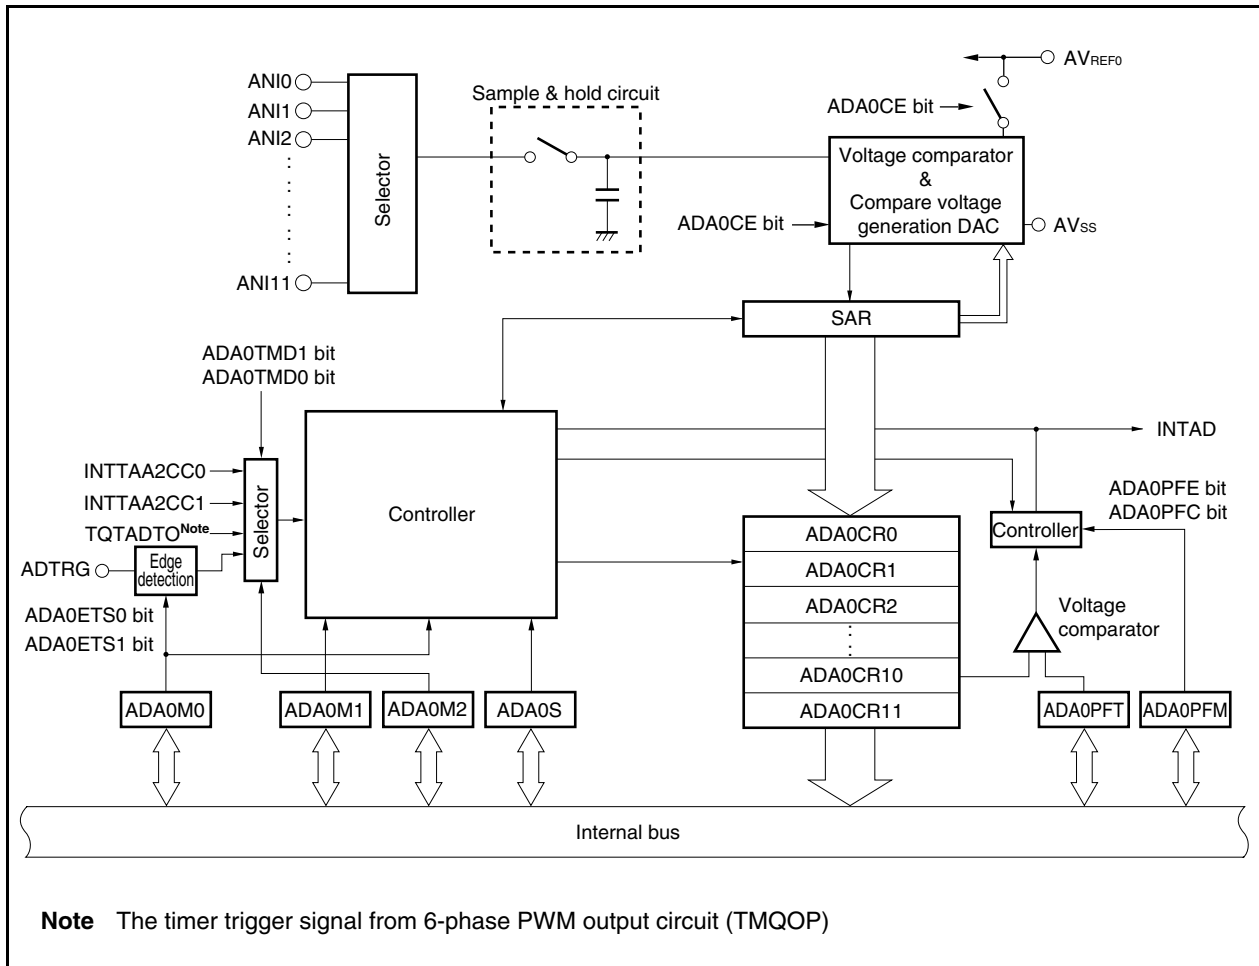 ANI0
ANI1
ANI2
ANI11
Selector
Sample & hold circuit
AVREF0
ADA0CE bit
Voltage comparator
&
Compare voltage
generation DAC
ADA0CE bit
AVSS
SAR
ADA0TMD1 bit
ADA0TMD0 bit
INTTAA2CC0
INTTAA2CC1
TQTADTONote
ADTRG
Edge
detection
Selector
ADA0ETS0 bit
ADA0ETS1 bit
Controller
INTAD
ADA0PFE bit
ADA0PFC bit
Controller
Voltage
comparator
ADA0CR0
ADA0CR1
ADA0CR2
ADA0CR10
ADA0CR11
ADA0M0
ADA0M1
ADA0M2
ADA0S
ADA0PFT
ADA0PFM
Internal bus
Note The timer trigger signal from 6-phase PWM output circuit (TMQOP)